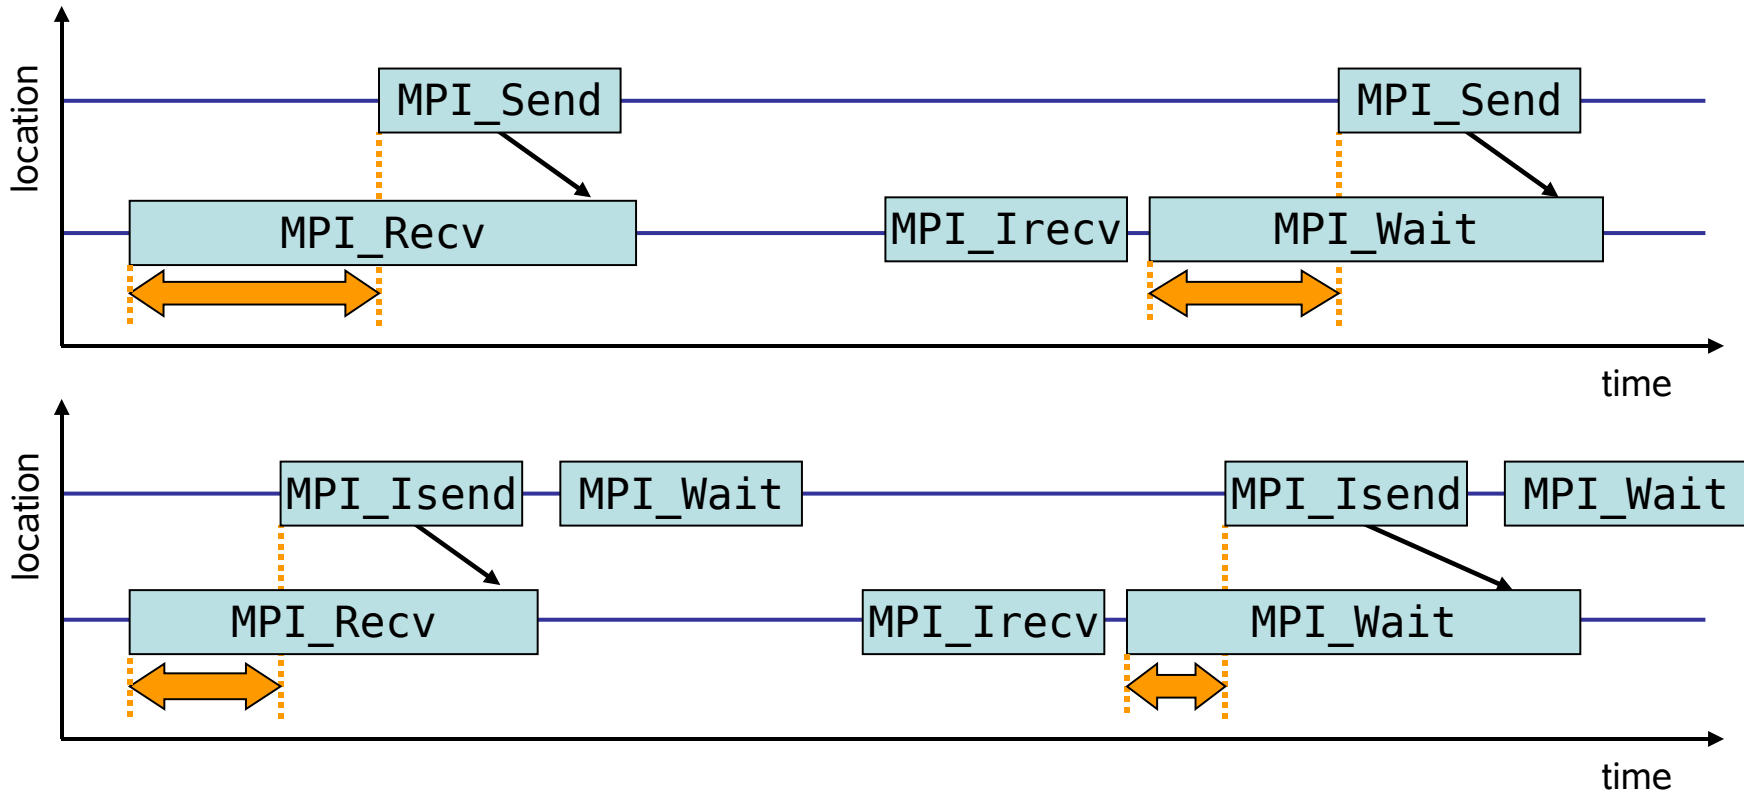 location
MPI_Send
MPI_Send
MPI_Recv
MPI_Irecv
MPI_Wait
time
location
MPI_Isend
MPI_Wait
MPI_Isend
MPI_Wait
MPI_Recv
MPI_Irecv
MPI_Wait
time